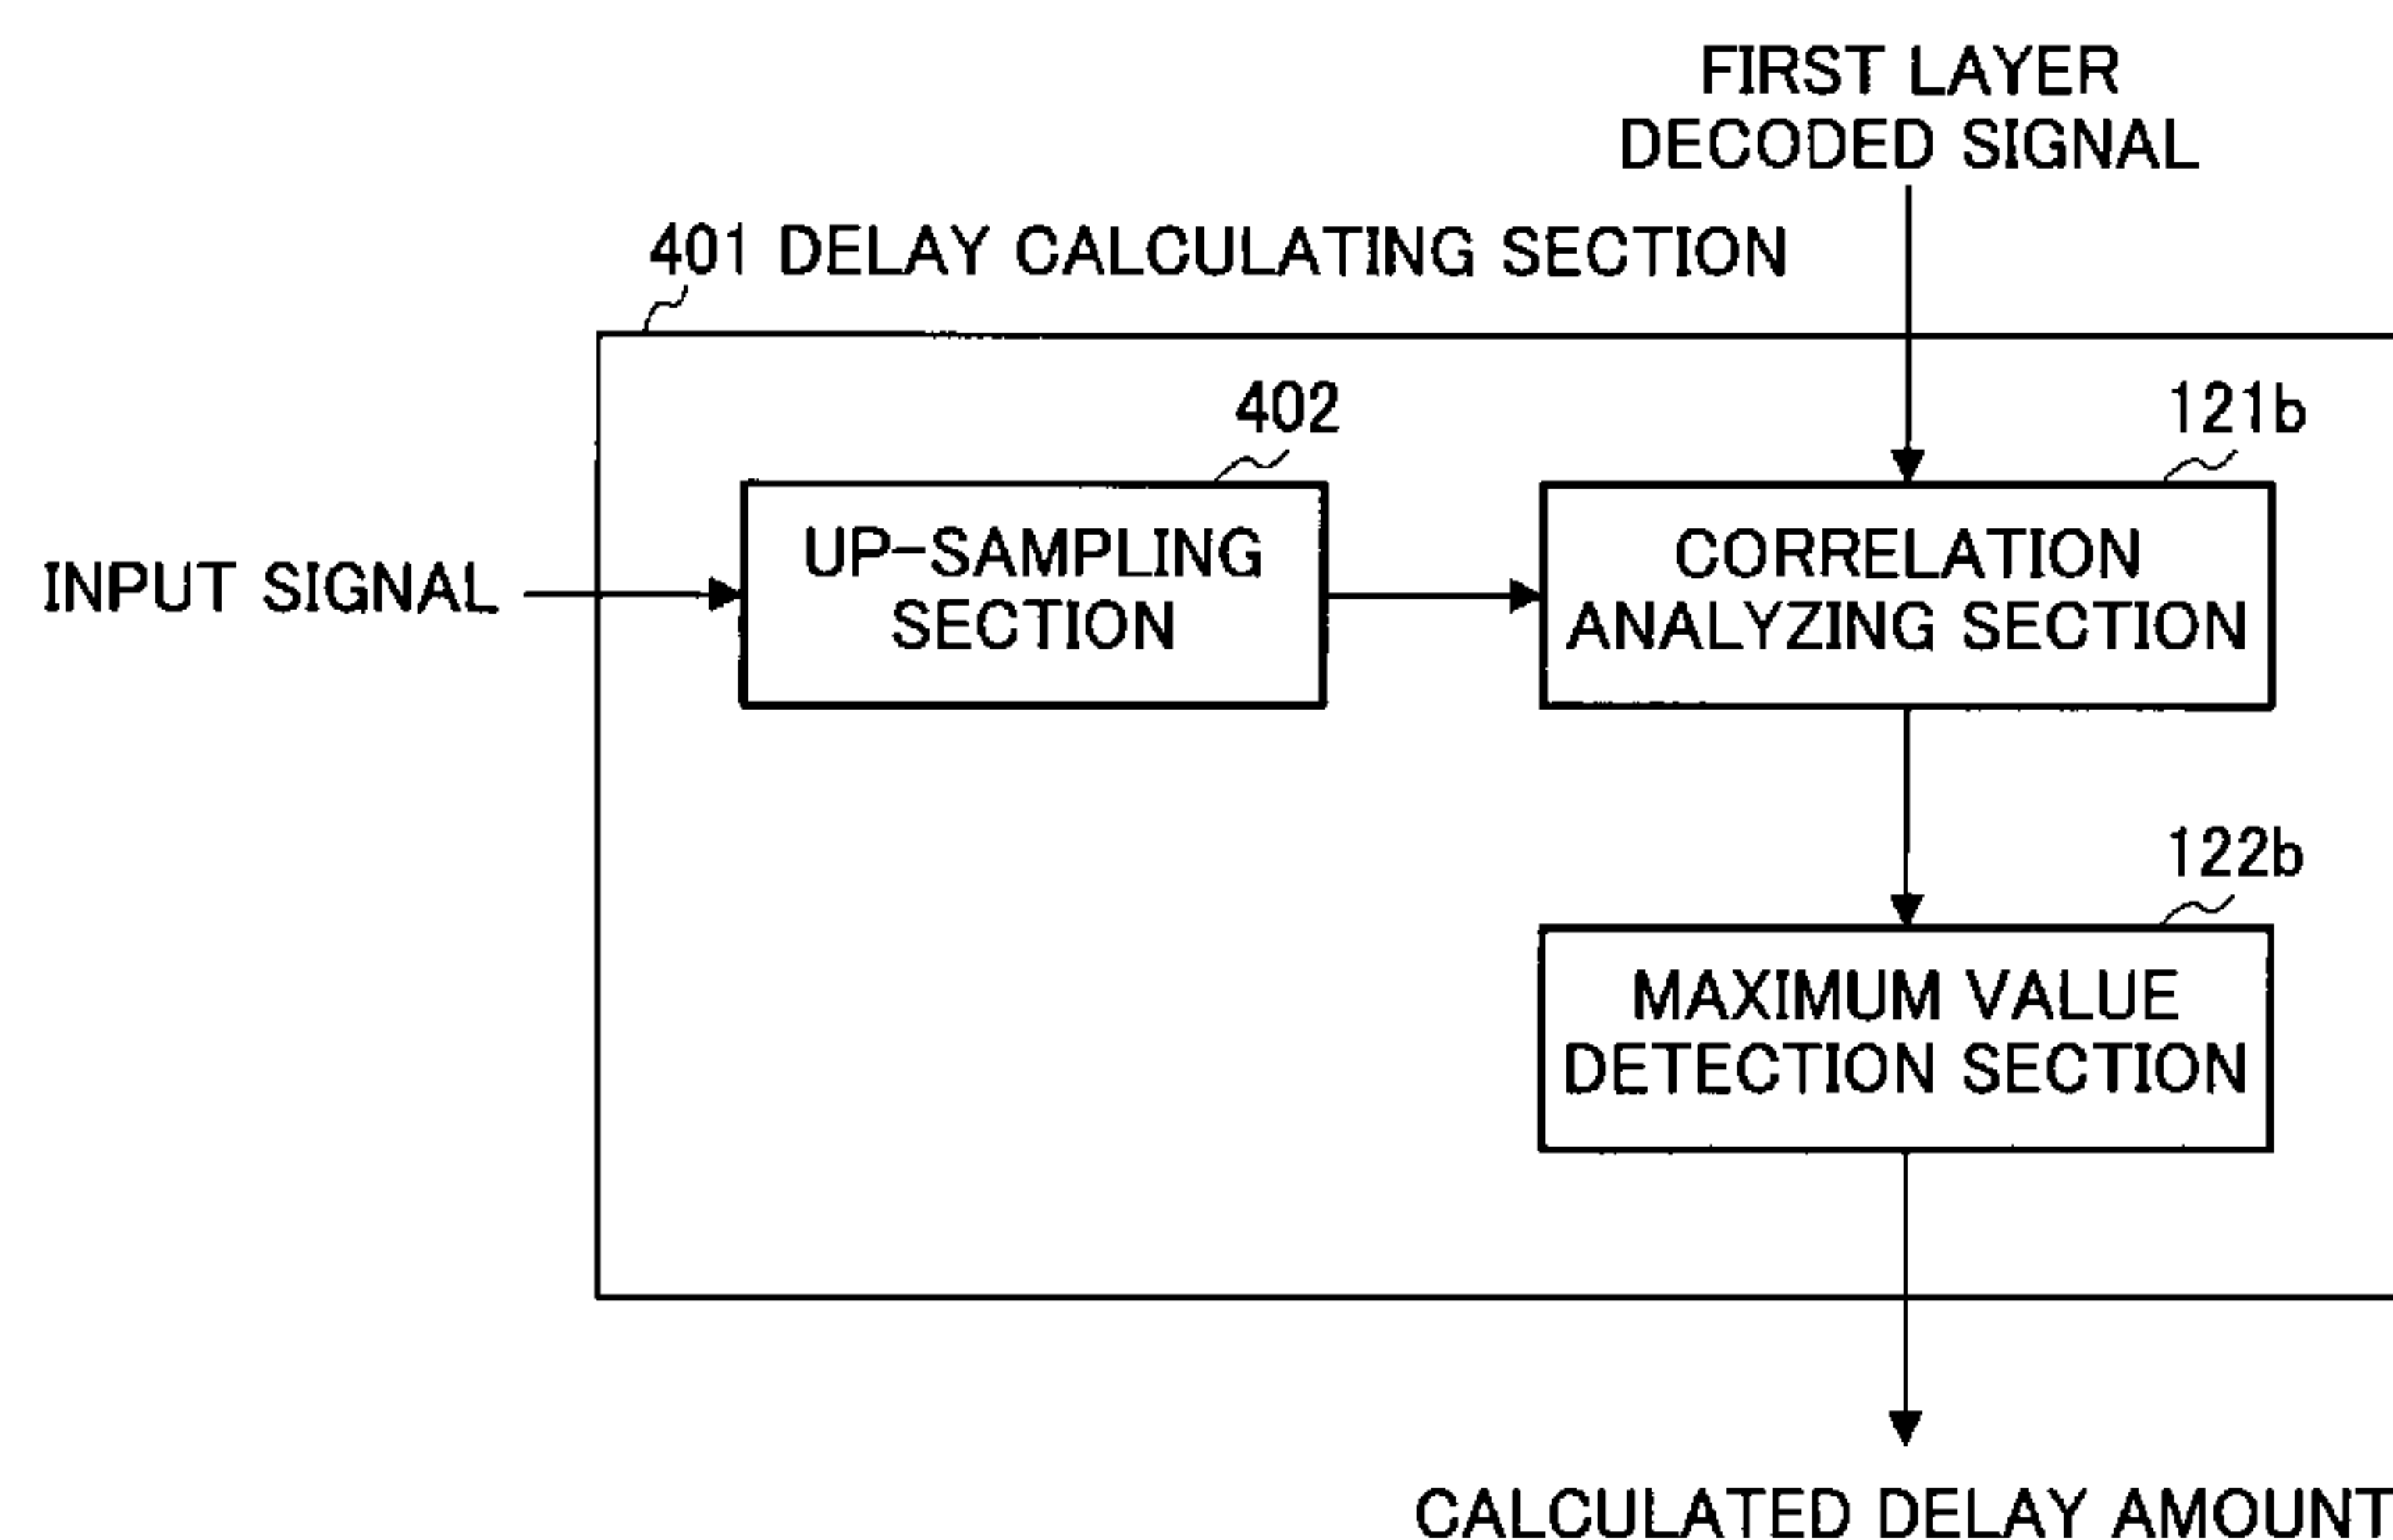 FIRST LAYER
DECODED SIGNAL
401 DELAY CALCULATING SECTION
402
121b
INPUT SIGNAL
UP-SAMPLING
SECTION
CORRELATION
ANALYZING SECTION
122b
MAXIMUM VALUE
DETECTION SECTION
CALCULATED DELAY AMOUNT